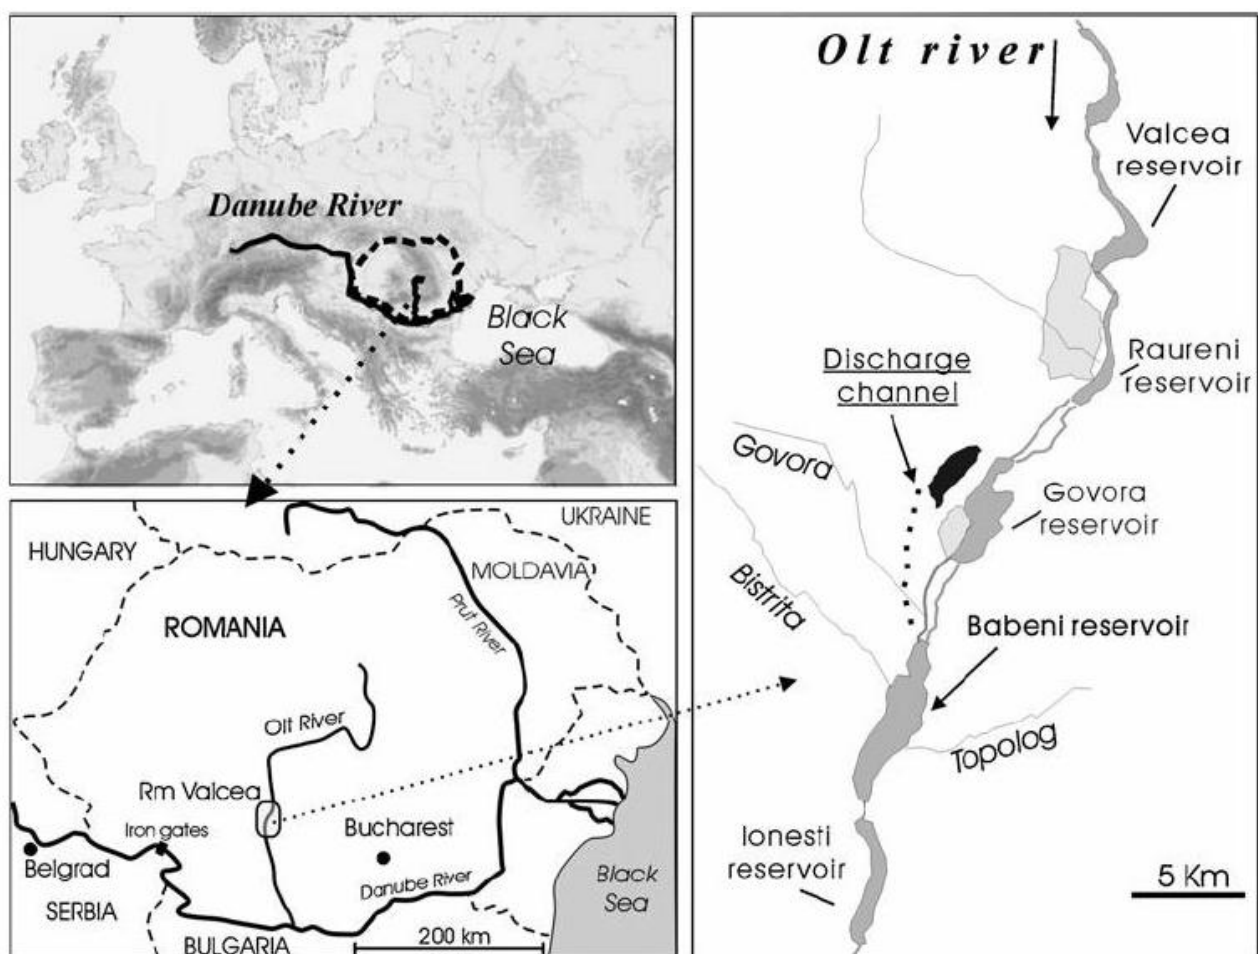 Danube River
Black
Sea
HUNGARY
UKRAINE
MOLDAVIA
ROMANIA
Prut River
Olt River
Rm Valcea
Iron gates
Bucharest
Belgrad
Danube River
SERBIA
BULGARIA
200 km
Black
Sea
Olt river
Valcea
reservoir
Raureni
reservoir
Discharge
channel
Govora
Govora
reservoir
Bistrita
Babeni reservoir
Topolog
Ionesti
reservoir
5 Km